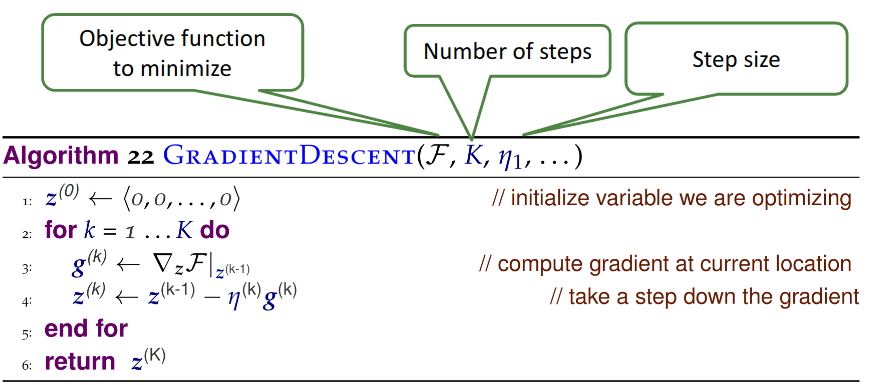 Objective function
to minimize
Number of steps
Step size
Algorithm 22 GRADIENTDESCENT(𝓕, K, η₁, …)
1: z⁽⁰⁾ ← ⟨0, 0, …, 0⟩ // initialize variable we are optimizing
2: for k = 1 … K do
3: g⁽ᵏ⁾ ← ∇_z 𝓕|_z⁽ᵏ⁻¹⁾ // compute gradient at current location
4: z⁽ᵏ⁾ ← z⁽ᵏ⁻¹⁾ − η⁽ᵏ⁾g⁽ᵏ⁾ // take a step down the gradient
5: end for
6: return z⁽ᴷ⁾